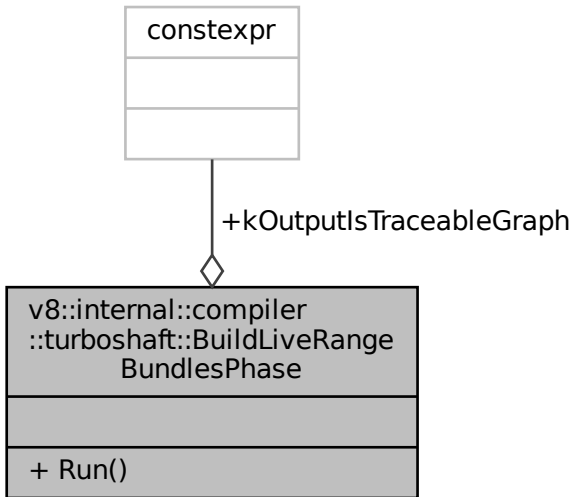 constexpr
+kOutputIsTraceableGraph
v8::internal::compiler
::turboshaft::BuildLiveRange
BundlesPhase
+ Run()